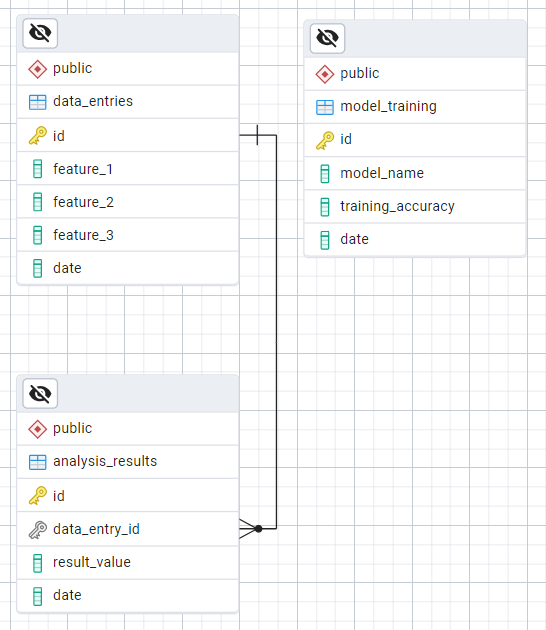 public
data_entries
id
feature_1
feature_2
feature_3
date
public
model_training
id
model_name
training_accuracy
date
public
analysis_results
id
data_entry_id
result_value
date